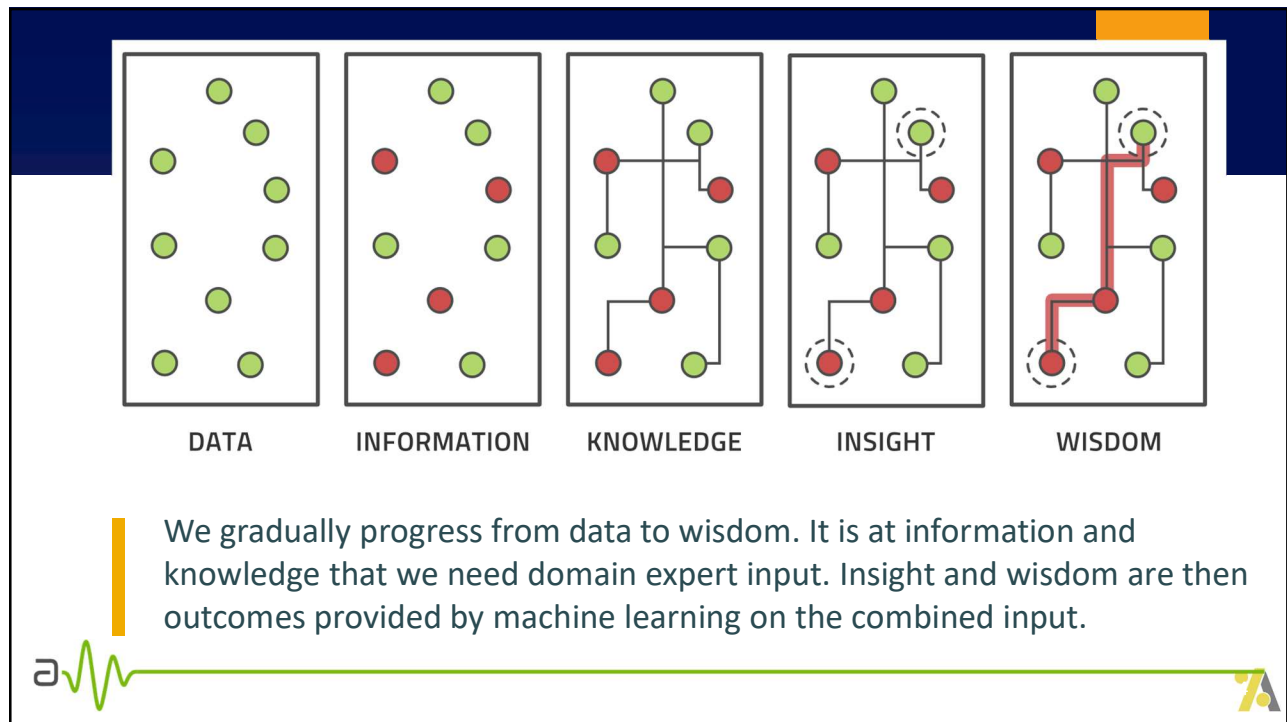 DATA
INFORMATION
KNOWLEDGE
INSIGHT
WISDOM
We gradually progress from data to wisdom. It is at information and
knowledge that we need domain expert input. Insight and wisdom are then
outcomes provided by machine learning on the combined input.
a